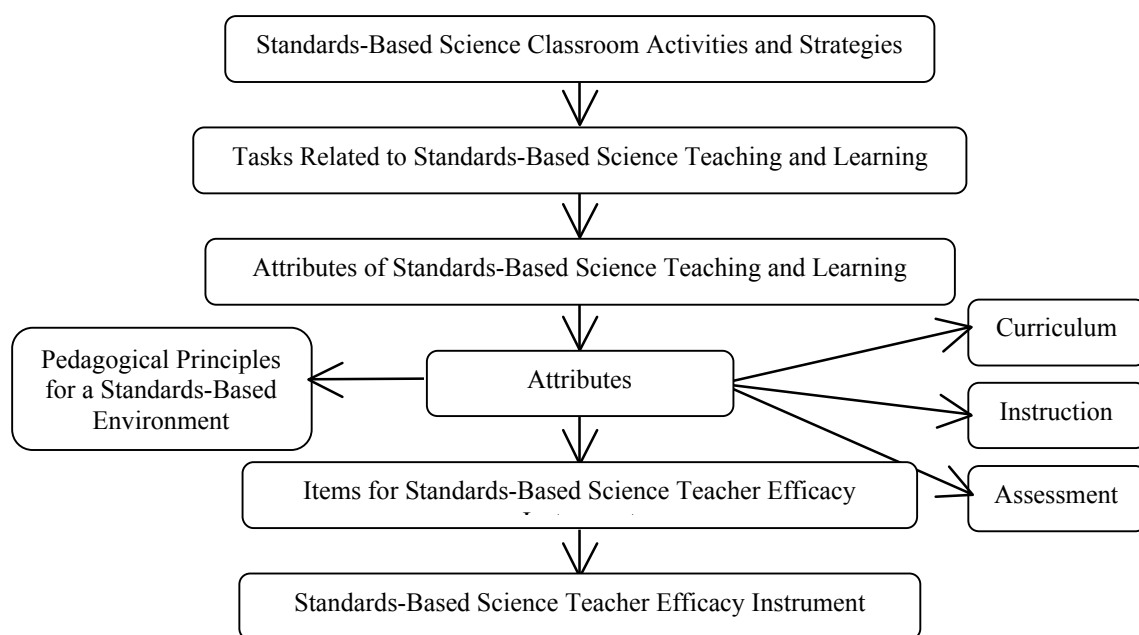 Standards-Based Science Classroom Activities and Strategies
Tasks Related to Standards-Based Science Teaching and Learning
Attributes of Standards-Based Science Teaching and Learning
Pedagogical Principles
for a Standards-Based
Environment
Attributes
Curriculum
Instruction
Assessment
Items for Standards-Based Science Teacher Efficacy
Standards-Based Science Teacher Efficacy Instrument